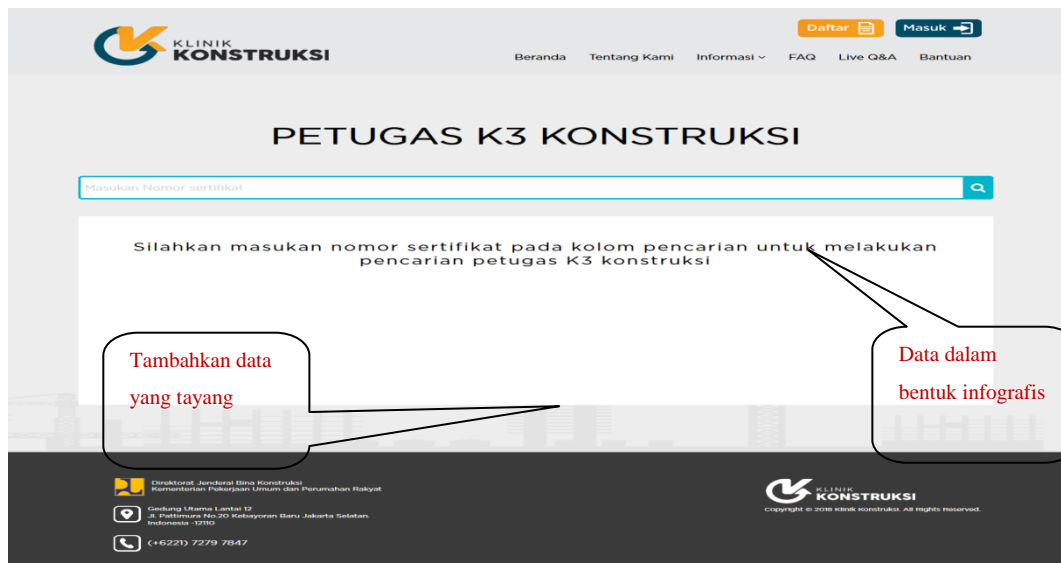 Daftar Masuk
KLINIK
KONSTRUKSI
Beranda Tentang Kami Informasi FAQ Live Q&A Bantuan
PETUGAS K3 KONSTRUKSI
Masukan Nomor sertifikat
Silahkan masukan nomor sertifikat pada kolom pencarian untuk melakukan
pencarian petugas K3 konstruksi
Tambahkan data
yang tayang
Data dalam
bentuk infografis
Direktorat Jenderal Bina Konstruksi
Kementerian Pekerjaan Umum dan Perumahan Rakyat
Gedung Utama Lantai 12
Jl. Pattimura No.20 Kebayoran Baru Jakarta Selatan.
Indonesia -12110
(+6221) 7279 7847
KLINIK
KONSTRUKSI
Copyright © 2018 Klinik Konstruksi. All Rights Reserved.